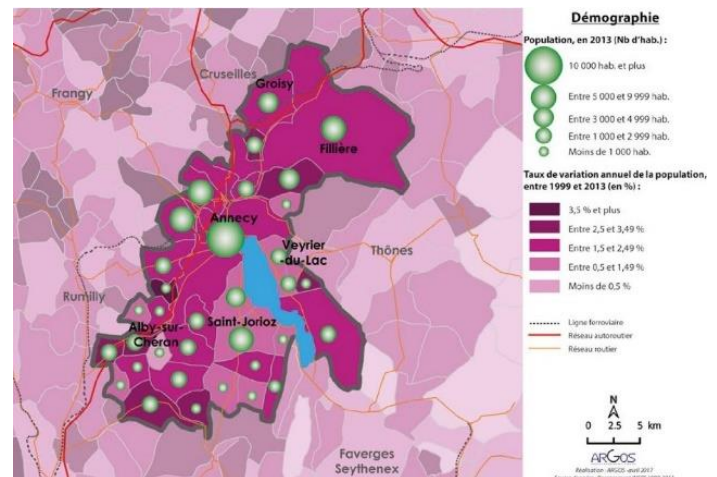 Démographie
Population, en 2013 (Nb d'hab.) :
10 000 hab. et plus
Entre 5 000 et 9 999 hab.
Entre 3 000 et 4 999 hab.
Entre 1 000 et 2 999 hab.
Moins de 1 000 hab.
Taux de variation annuel de la population,
entre 1999 et 2013 (en %) :
3,5 % et plus
Entre 2,5 et 3,49 %
Entre 1,5 et 2,49 %
Entre 0,5 et 1,49 %
Moins de 0,5 %
Ligne ferroviaire
Réseau autoroutier
Réseau routier
N
0 2.5 5 km
ARGOS
Réalisation : ARGOS - avril 2017
Cruseilles
Groisy
Frangy
Fillière
Annecy
Veyrier
-du-Lac
Thônes
Rumilly
Alby-sur-
Chéran
Saint-Jorioz
Faverges
Seythenex